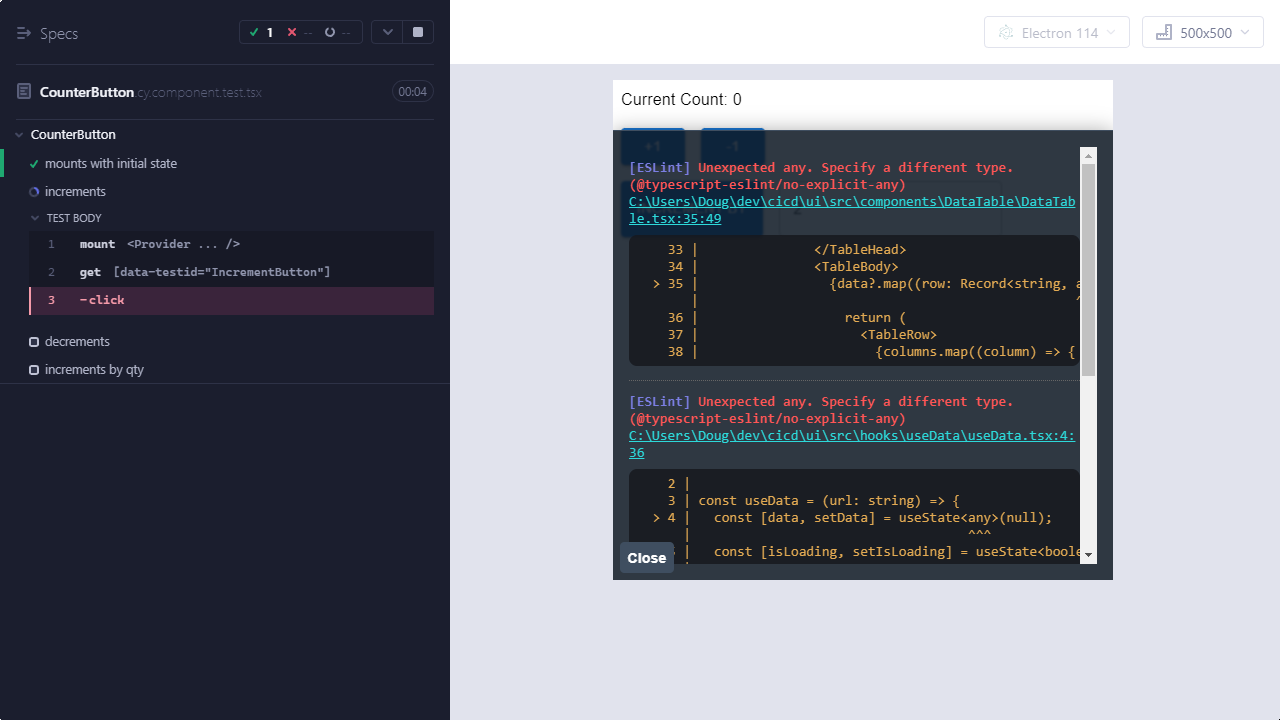 Specs
1
--
--
CounterButton.cy.component.test.tsx
00:04
CounterButton
mounts with initial state
increments
TEST BODY
1 mount <Provider ... />
2 get [data-testid="IncrementButton"]
3 -click
decrements
increments by qty
Electron 114
500x500
Current Count: 0
+1
-1
[ESLint] Unexpected any. Specify a different type.
(@typescript-eslint/no-explicit-any)
C:\Users\Doug\dev\cicd\ui\src\components\DataTable\DataTab
le.tsx:35:49
33 | </TableHead>
34 | <TableBody>
> 35 | {data?.map((row: Record<string, a
| ^
36 | return (
37 | <TableRow>
38 | {columns.map((column) => {
[ESLint] Unexpected any. Specify a different type.
(@typescript-eslint/no-explicit-any)
C:\Users\Doug\dev\cicd\ui\src\hooks\useData\useData.tsx:4:
36
2 |
3 | const useData = (url: string) => {
> 4 | const [data, setData] = useState<any>(null);
| ^^^
| const [isLoading, setIsLoading] = useState<boole
Close